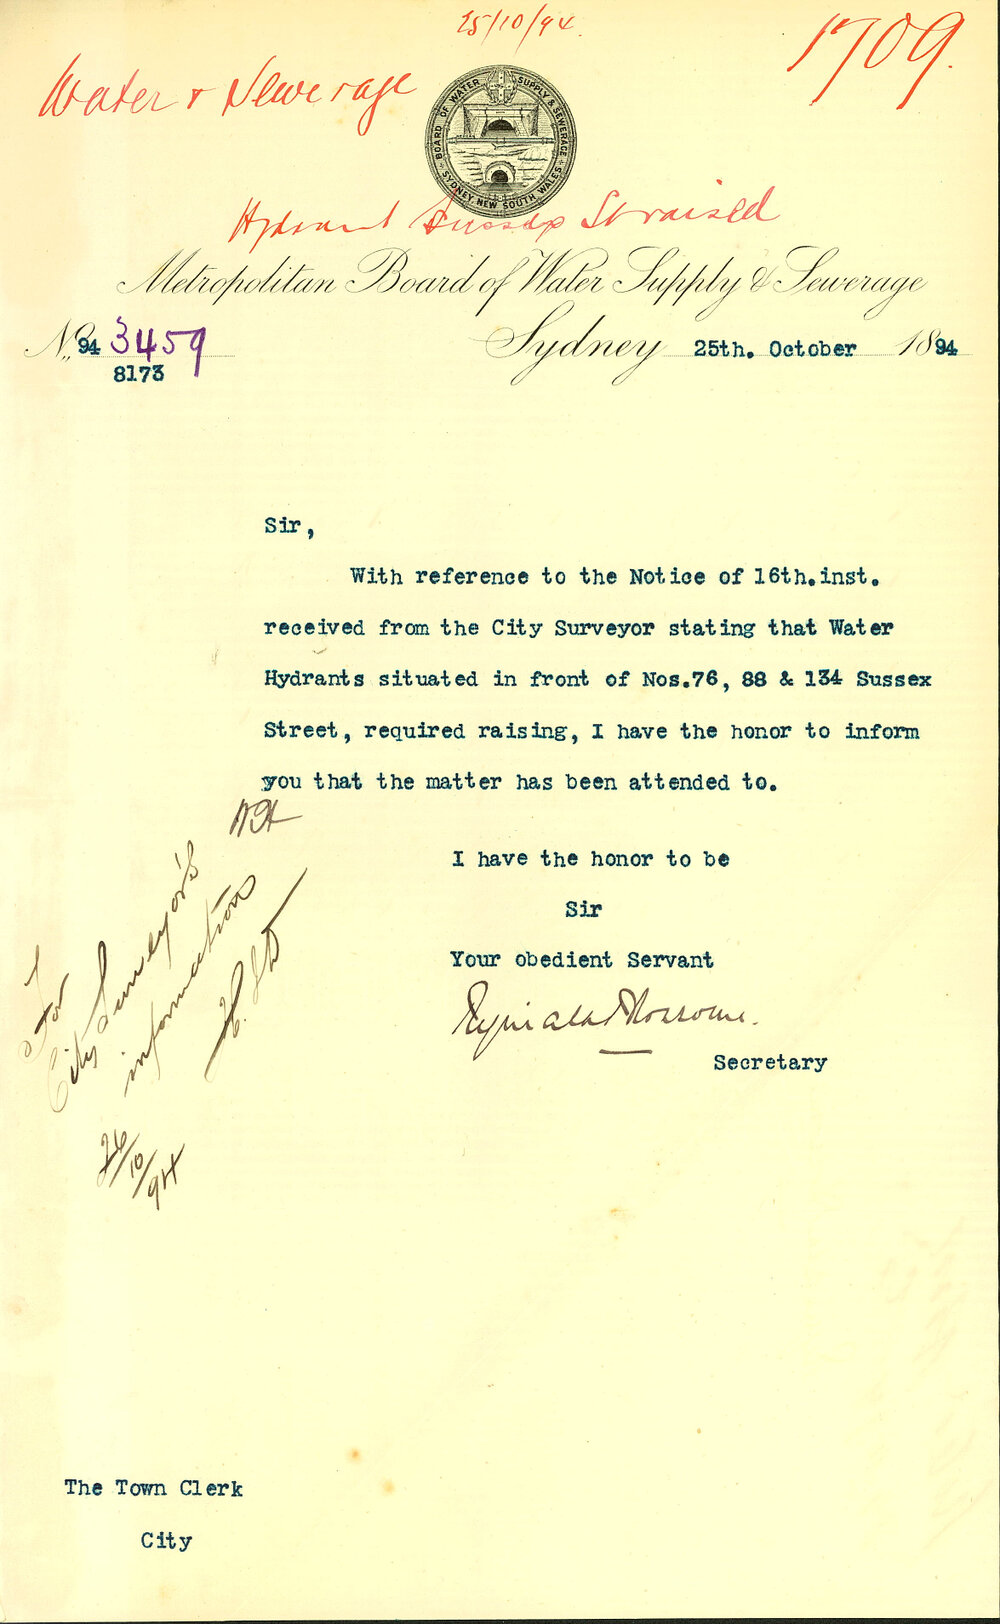 25/10/94.
1709.
Water & Sewerage
BOARD OF WATER SUPPLY & SEWERAGE
SYDNEY, NEW SOUTH WALES
Hydrant Sussex St raised
Metropolitan Board of Water Supply & Sewerage
No. 94 3459
8173
Sydney 25th. October 1894
Sir,
With reference to the Notice of 16th.inst.
received from the City Surveyor stating that Water
Hydrants situated in front of Nos.76, 88 & 134 Sussex
Street, required raising, I have the honor to inform
you that the matter has been attended to.
I have the honor to be
Sir
Your obedient Servant
Secretary
For
City Surveyor's
information
26/10/94
The Town Clerk
City